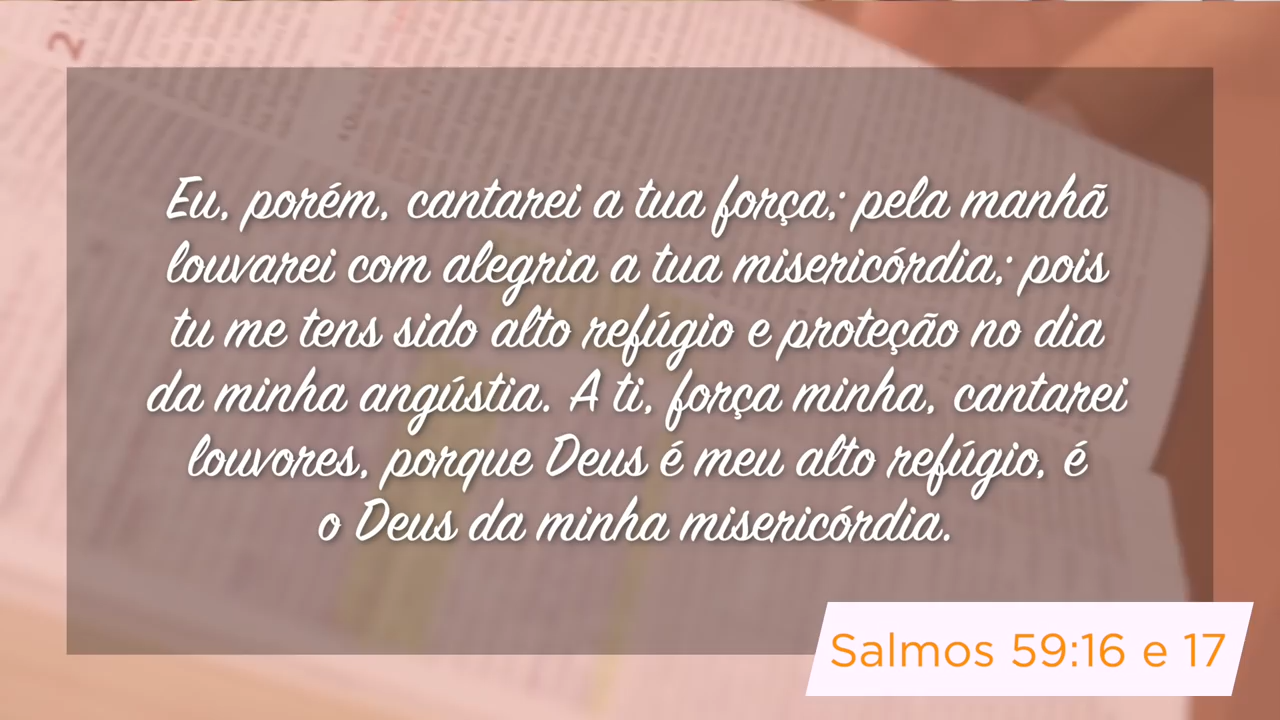 2
Eu, porém, cantarei a tua força; pela manhã
louvarei com alegria a tua misericórdia; pois
tu me tens sido alto refúgio e proteção no dia
da minha angústia. A ti, força minha, cantarei
louvores, porque Deus é meu alto refúgio, é
o Deus da minha misericórdia.
Salmos 59:16 e 17